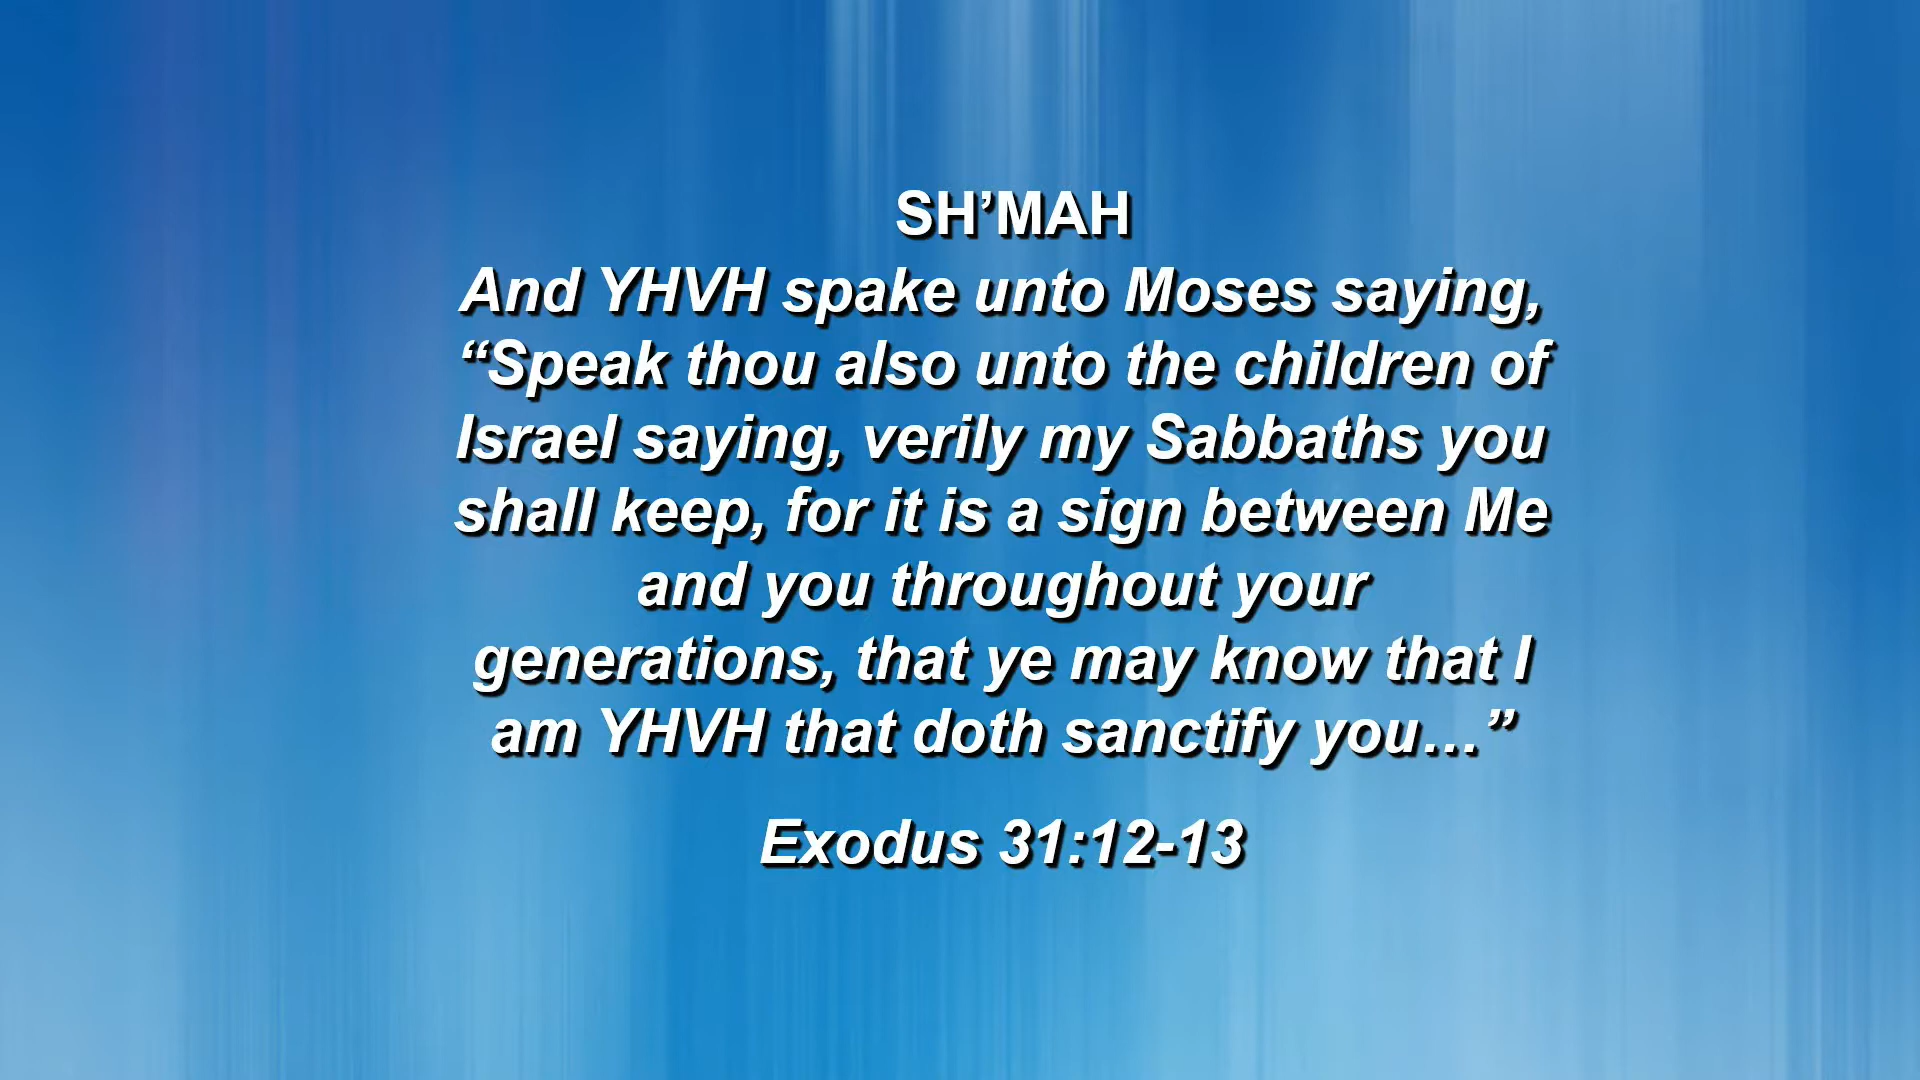 SH’MAH
And YHVH spake unto Moses saying,
“Speak thou also unto the children of
Israel saying, verily my Sabbaths you
shall keep, for it is a sign between Me
and you throughout your
generations, that ye may know that I
am YHVH that doth sanctify you…”
Exodus 31:12-13